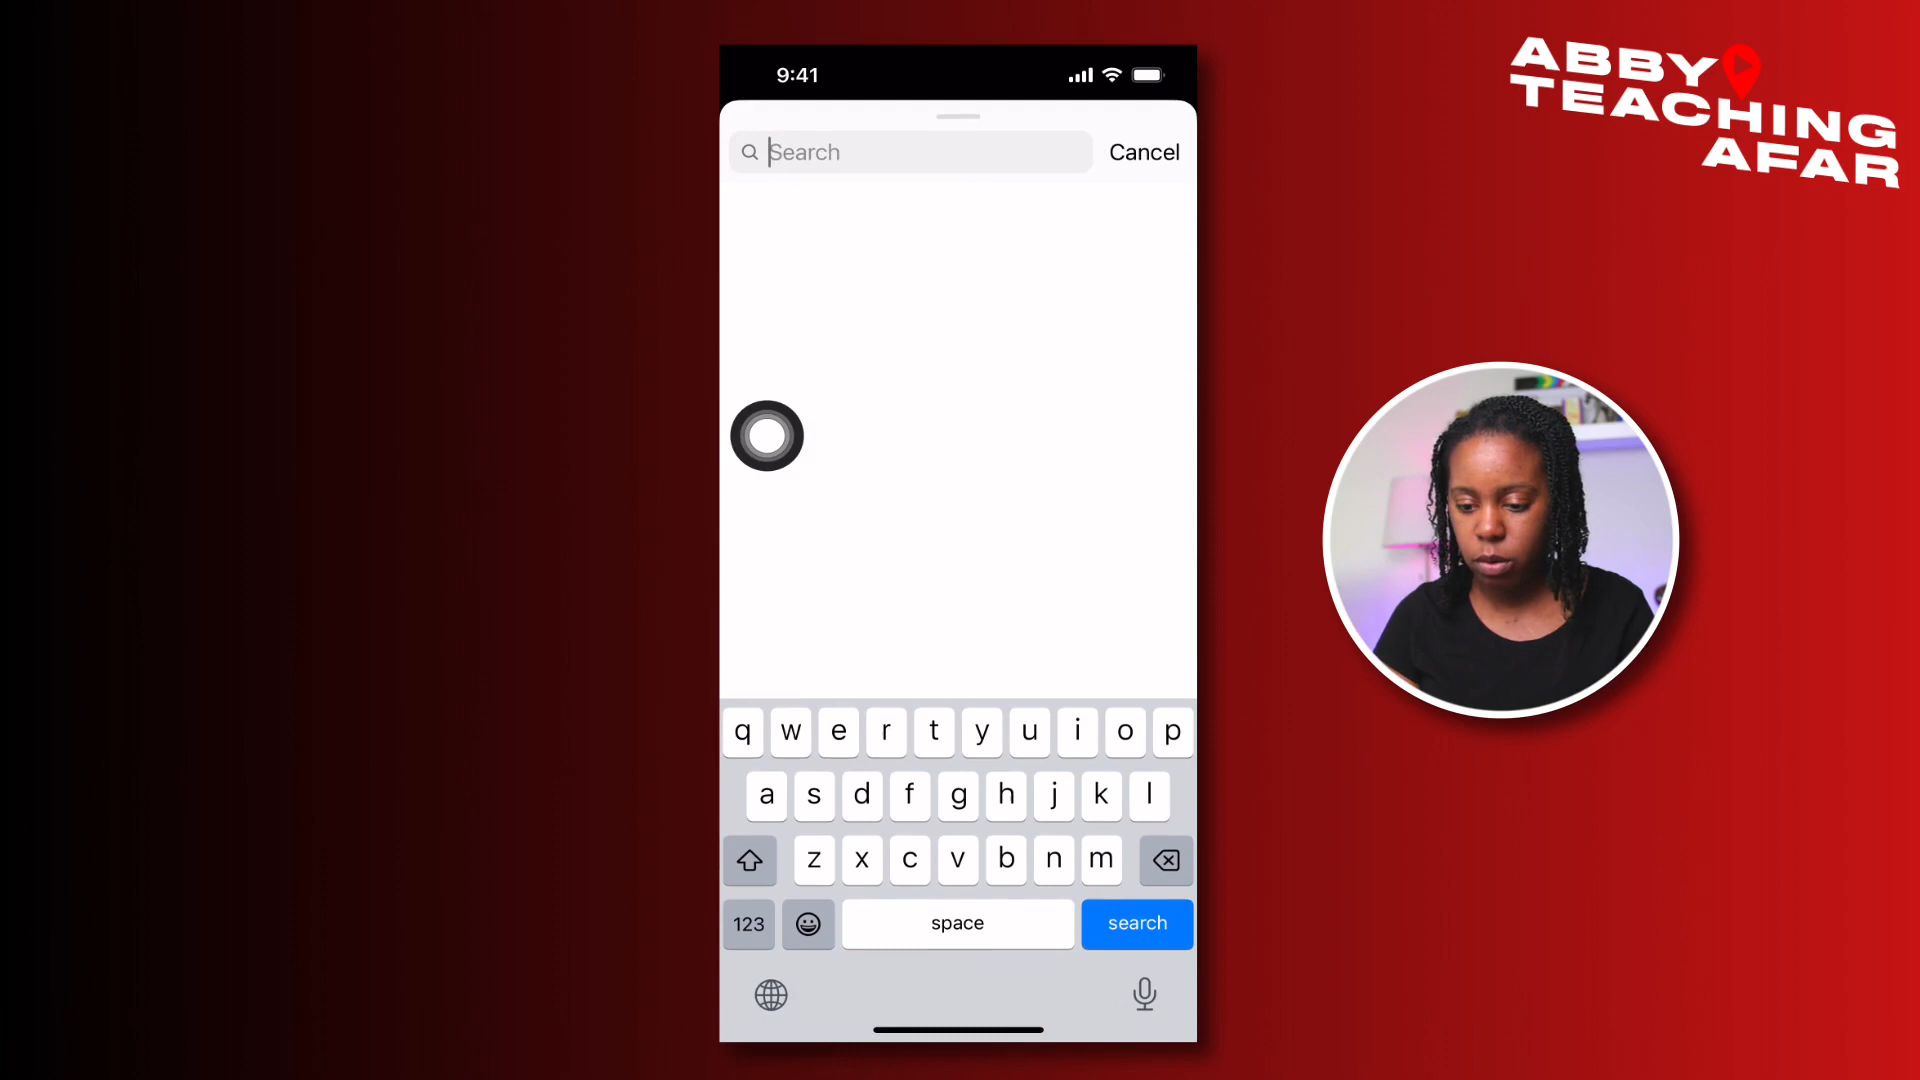 9:41
Search
Cancel
q w e r t y u i o p
a s d f g h j k l
z x c v b n m
123
space
search
ABBY
TEACHING
AFAR